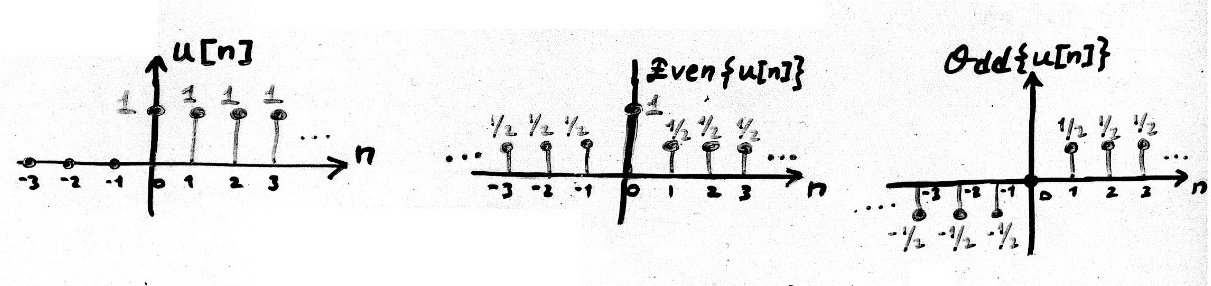 u[n]
1 1 1 1 ... n
-3 -2 -1 0 1 2 3
Even{u[n]}
1
... 1/2 1/2 1/2 1/2 1/2 1/2 ...
-3 -2 -1 0 1 2 3 n
Odd{u[n]}
1/2 1/2 1/2 ...
-3 -2 -1 0 1 2 3 n
... -1/2 -1/2 -1/2